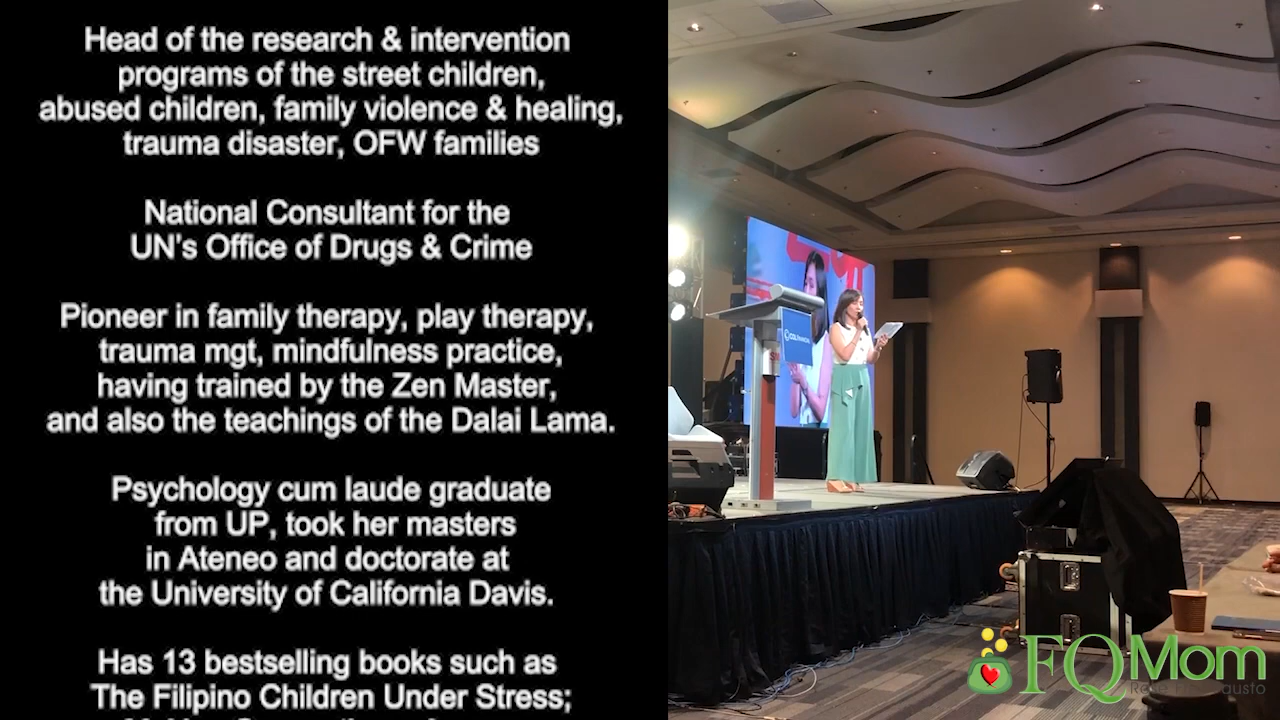 Head of the research & intervention
programs of the street children,
abused children, family violence & healing,
trauma disaster, OFW families
National Consultant for the
UN's Office of Drugs & Crime
Pioneer in family therapy, play therapy,
trauma mgt, mindfulness practice,
having trained by the Zen Master,
and also the teachings of the Dalai Lama.
Psychology cum laude graduate
from UP, took her masters
in Ateneo and doctorate at
the University of California Davis.
Has 13 bestselling books such as
The Filipino Children Under Stress;
COL FINANCIAL
FQMom